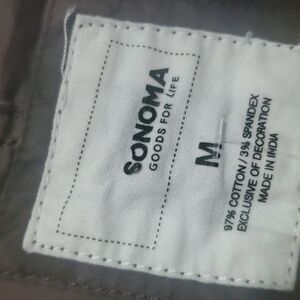 SONOMA
GOODS FOR LIFE
M
97% COTTON / 3% SPANDEX
EXCLUSIVE OF DECORATION
MADE IN INDIA